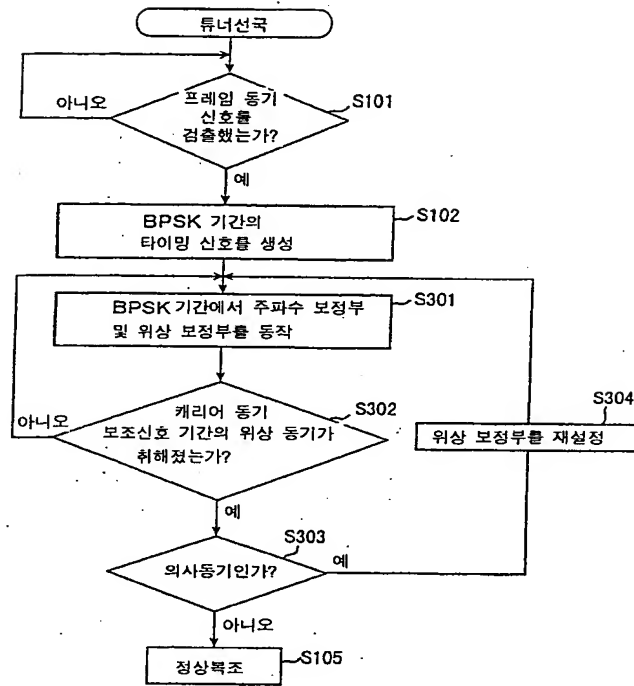 튜너선국
프레임 동기
신호를
검출했는가?
S101
아니오
예
BPSK 기간의
타이밍 신호를 생성
S102
BPSK 기간에서 주파수 보정부
및 위상 보정부를 동작
S301
캐리어 동기
보조신호 기간의 위상 동기가
취해졌는가?
S302
아니오
위상 보정부를 재설정
S304
예
의사동기인가?
S303
예
아니오
정상복조
S105